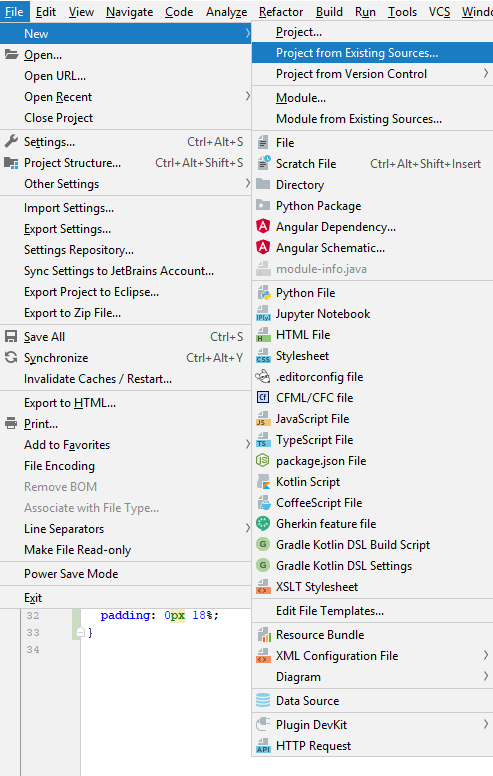 File Edit View Navigate Code Analyze Refactor Build Run Tools VCS
New
Open...
Open URL...
Open Recent
Close Project
Settings... Ctrl+Alt+S
Project Structure... Ctrl+Alt+Shift+S
Other Settings
Import Settings...
Export Settings...
Settings Repository...
Sync Settings to JetBrains Account...
Export Project to Eclipse...
Export to Zip File...
Save All Ctrl+S
Synchronize Ctrl+Alt+Y
Invalidate Caches / Restart...
Export to HTML...
Print...
Add to Favorites
File Encoding
Remove BOM
Associate with File Type...
Line Separators
Make File Read-only
Power Save Mode
Exit
Project...
Project from Existing Sources...
Project from Version Control
Module...
Module from Existing Sources...
File
Scratch File Ctrl+Alt+Shift+Insert
Directory
Python Package
Angular Dependency...
Angular Schematic...
module-info.java
Python File
Jupyter Notebook
HTML File
Stylesheet
.editorconfig file
CFML/CFC file
JavaScript File
TypeScript File
package.json File
Kotlin Script
CoffeeScript File
Gherkin feature file
Gradle Kotlin DSL Build Script
Gradle Kotlin DSL Settings
XSLT Stylesheet
Edit File Templates...
Resource Bundle
XML Configuration File
Diagram
Data Source
Plugin DevKit
HTTP Request
32 padding: 0px 18%;
33 }
34